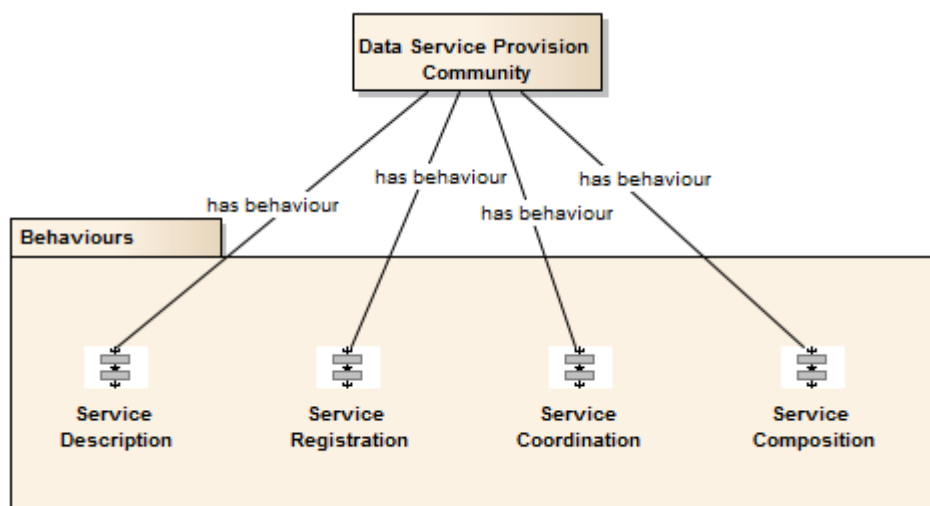 Data Service Provision
Community
has behaviour
has behaviour
has behaviour
has behaviour
Behaviours
Service
Description
Service
Registration
Service
Coordination
Service
Composition